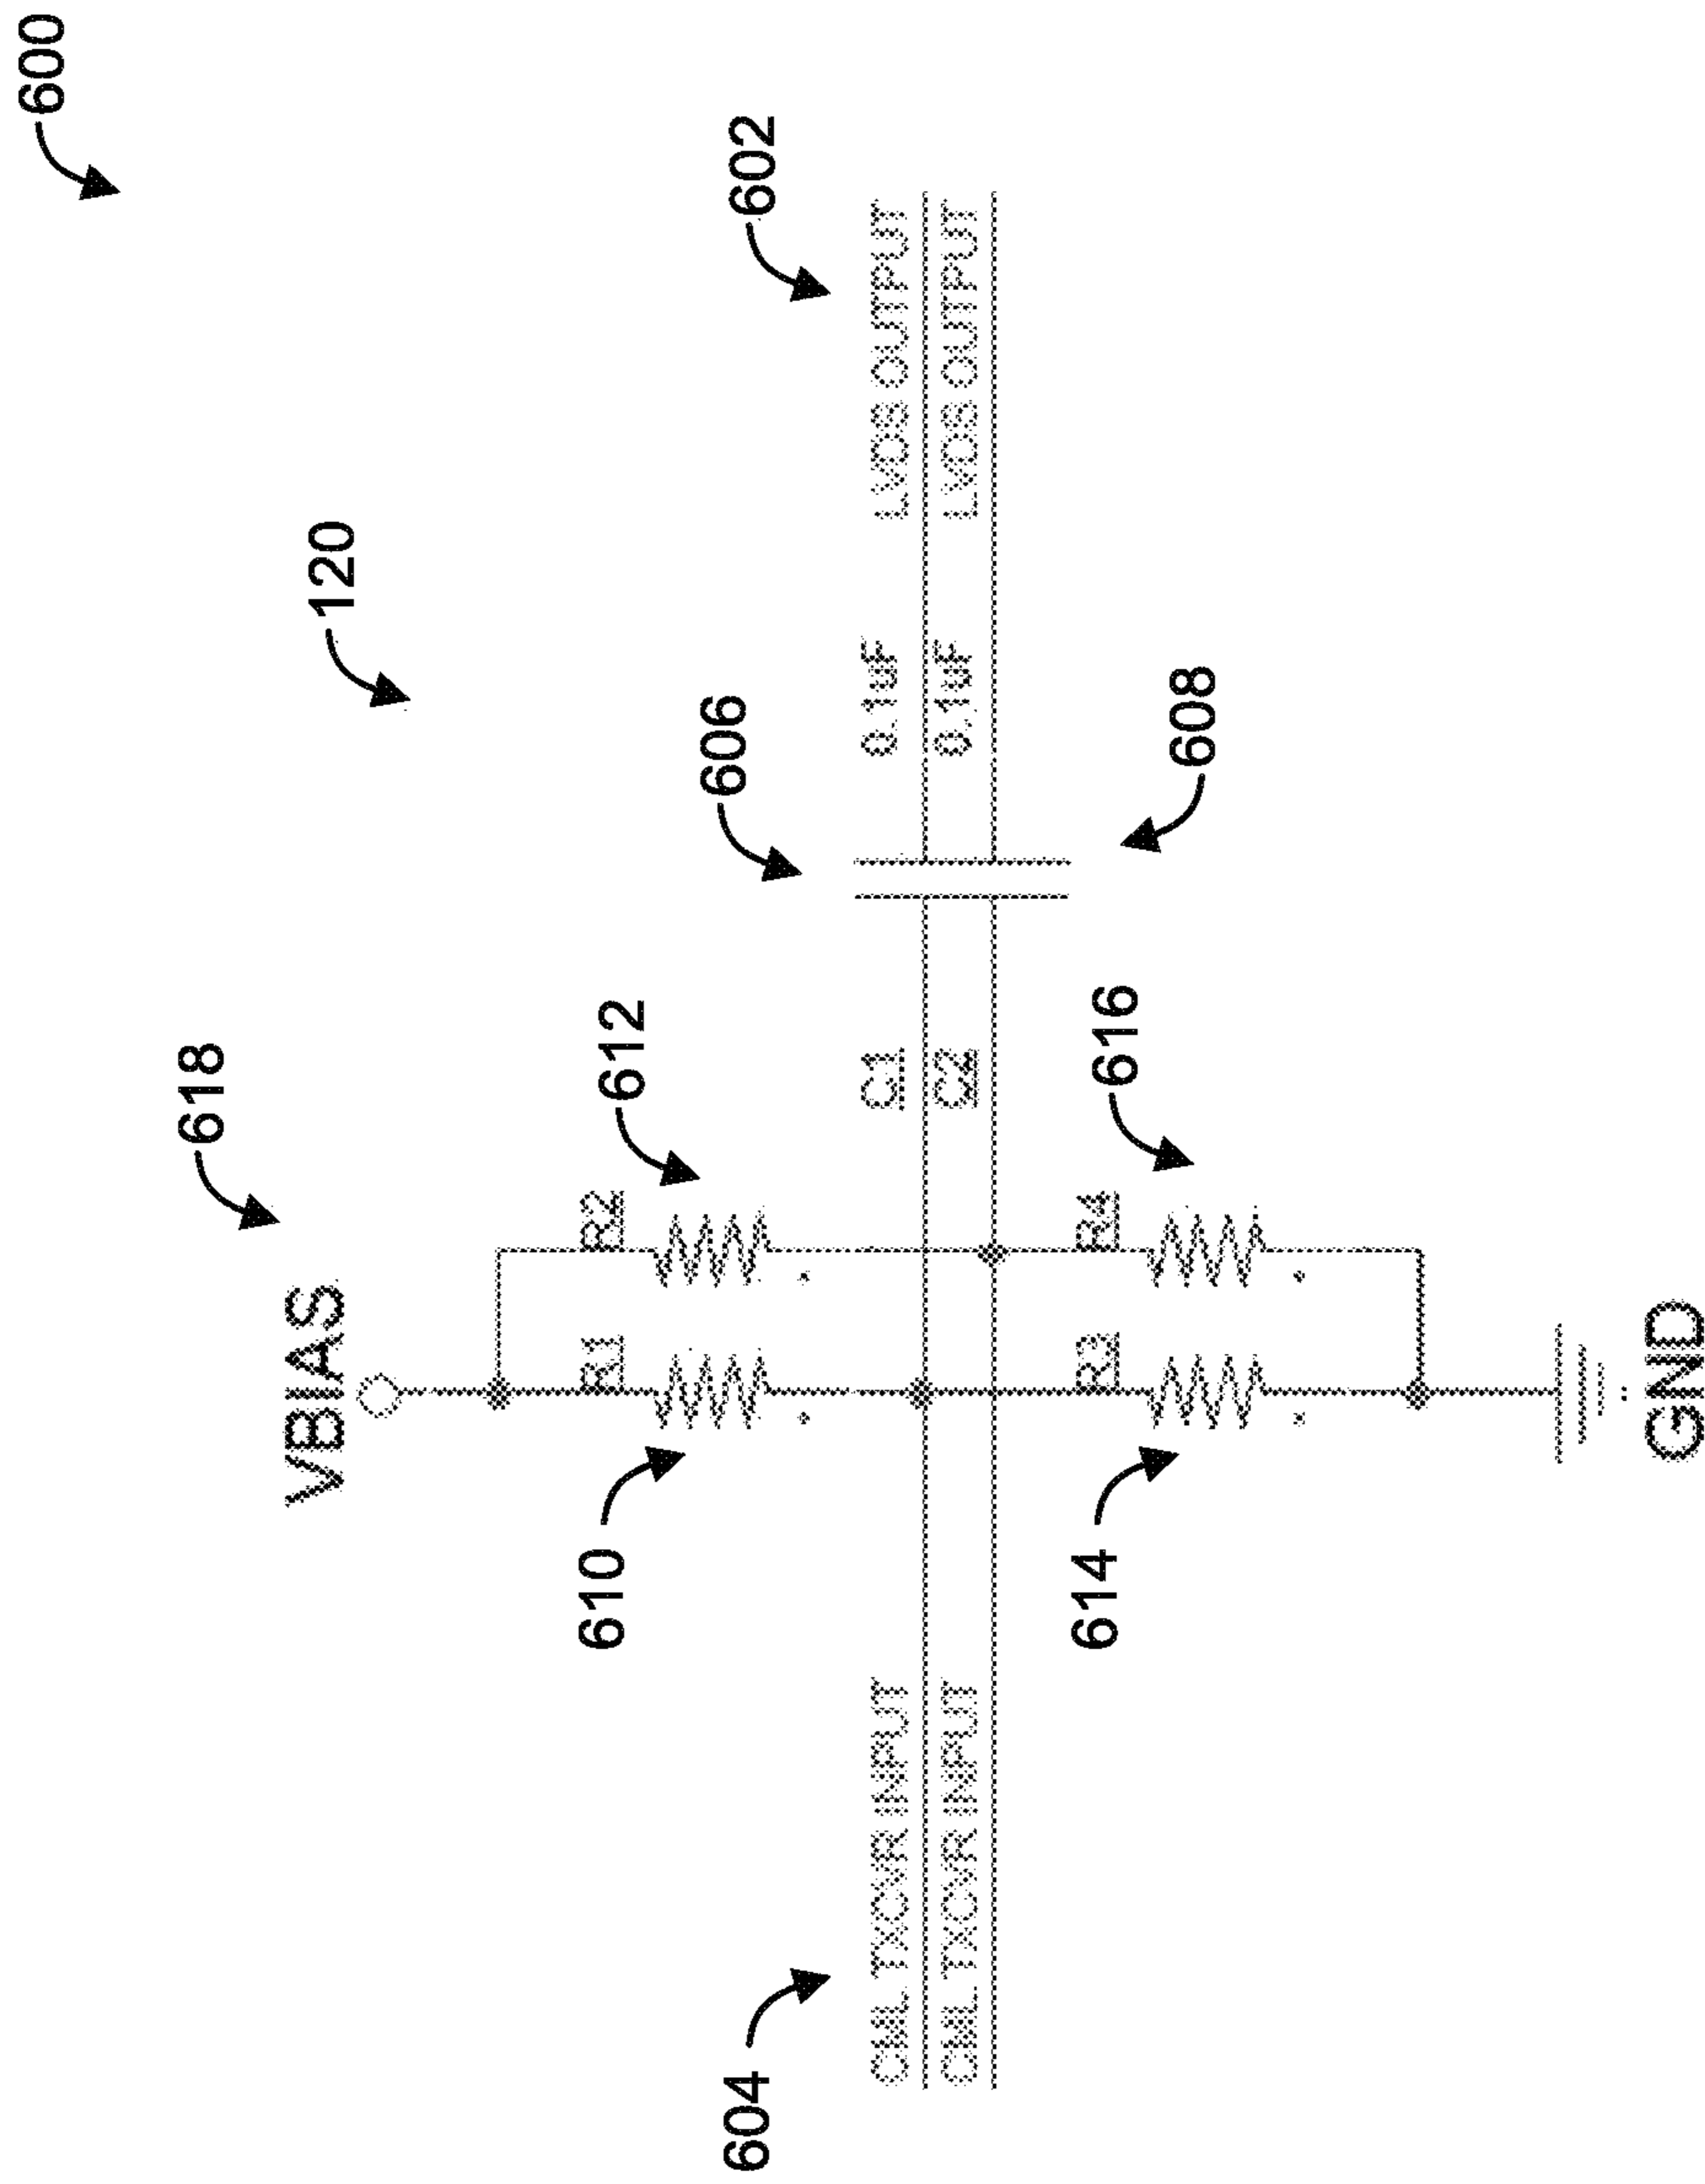 600
120
618
VBIAS
602
606
612
610
R1
R2
LVDS OUTPUT
LVDS OUTPUT
0.1uF
0.1uF
C1
C2
CML TXCVR INPUT
CML TXCVR INPUT
604
608
616
614
R3
R4
GND